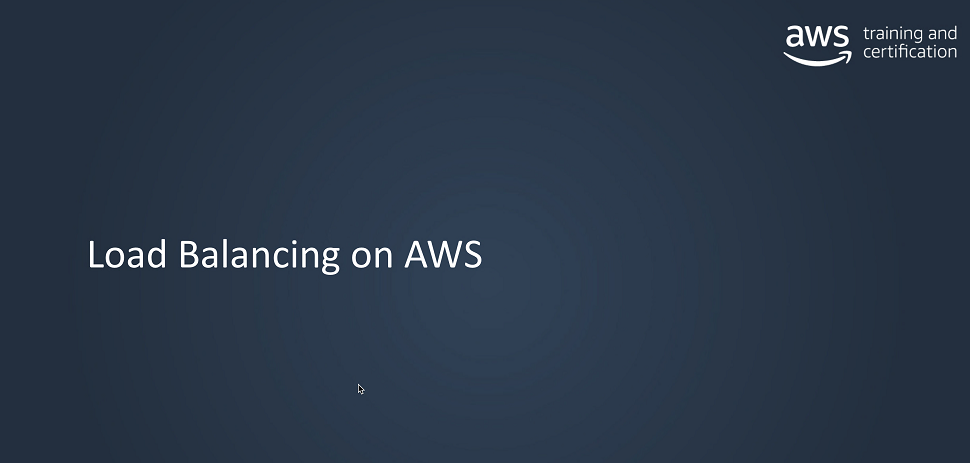 aws training and
certification
Load Balancing on AWS